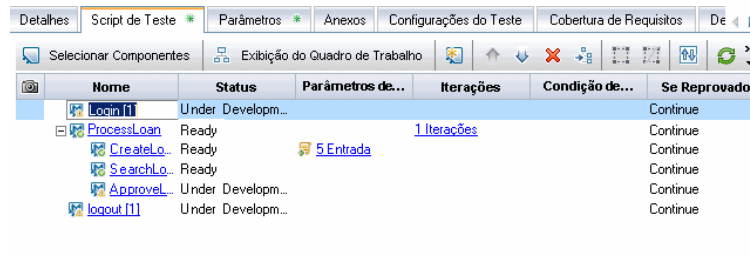 Detalhes Script de Teste * Parâmetros * Anexos Configurações do Teste Cobertura de Requisitos De
Selecionar Componentes Exibição do Quadro de Trabalho
Nome Status Parâmetros de... Iterações Condição de... Se Reprovado
Login [1] Under Developm... Continue
ProcessLoan Ready 1 Iterações Continue
CreateLo... Ready 5 Entrada Continue
SearchLo... Ready Continue
ApproveL... Under Developm... Continue
logout [1] Under Developm... Continue